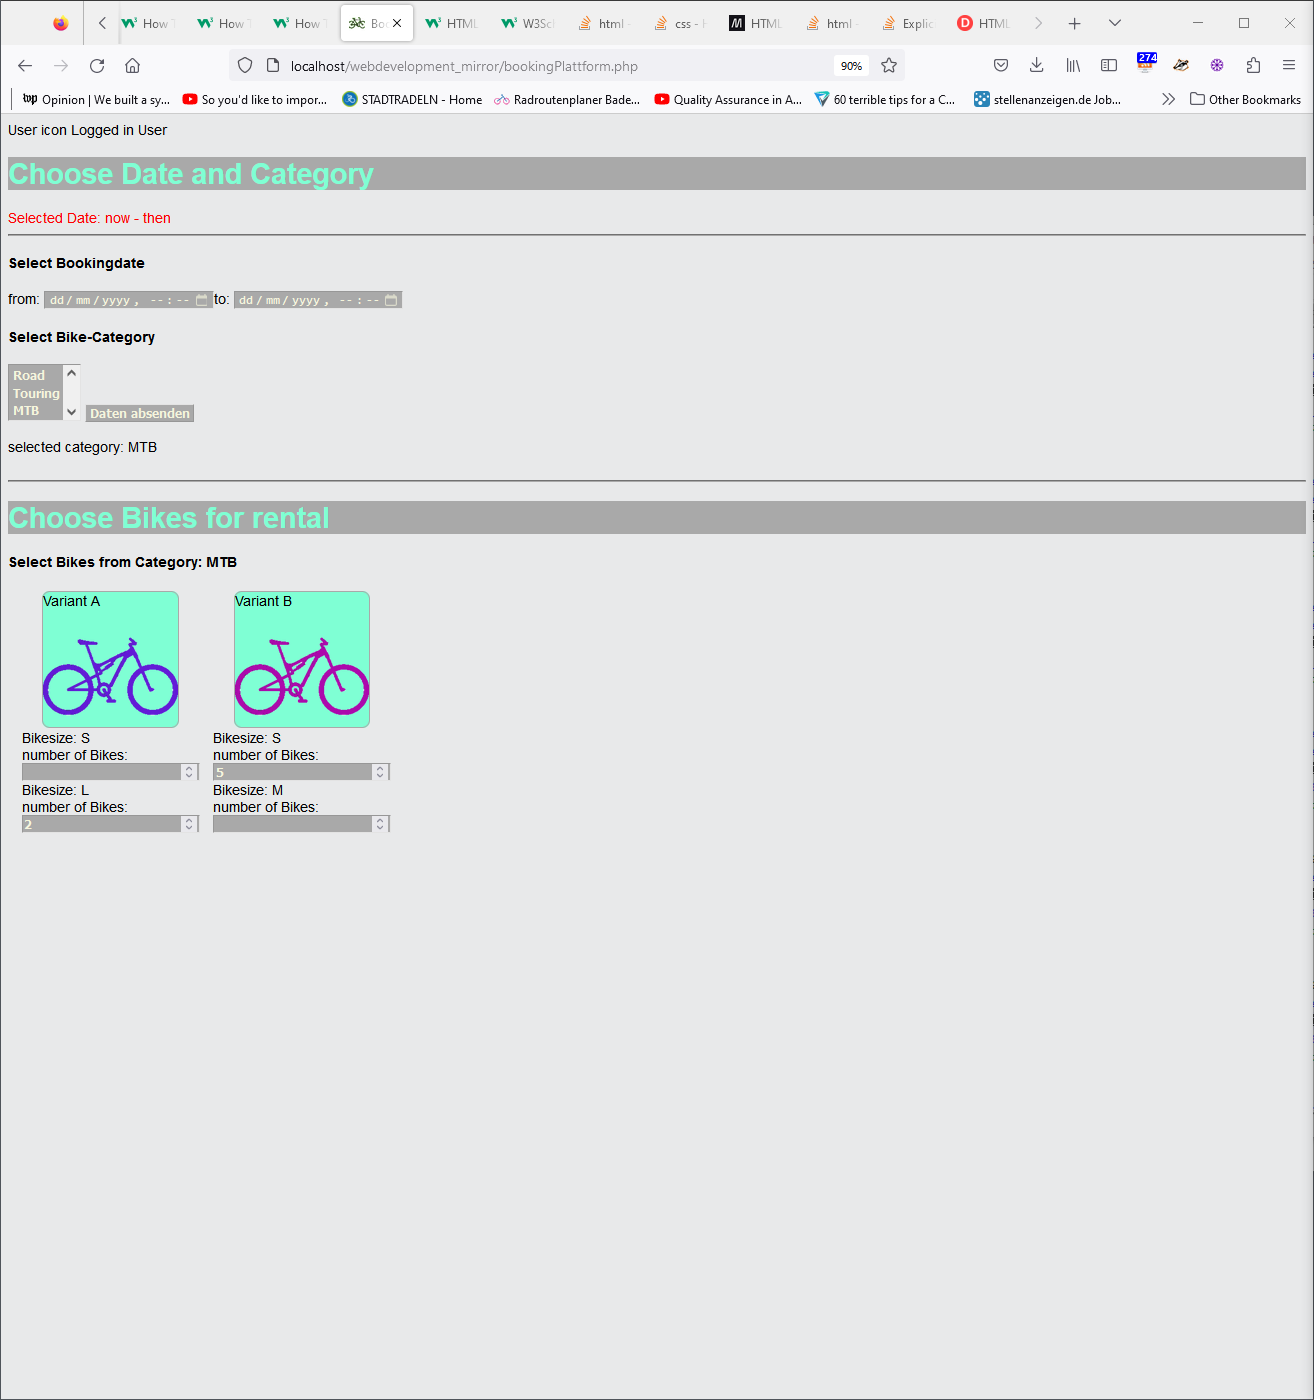 How
How
How
Boo
HTML
W3Sc
html -
css -
HTML
html -
Explic
HTML
localhost/webdevelopment_mirror/bookingPlattform.php
90%
274
wp Opinion | We built a sy...
So you'd like to impor...
STADTRADELN - Home
Radroutenplaner Bade...
Quality Assurance in A...
60 terrible tips for a C...
stellenanzeigen.de Job...
Other Bookmarks
User icon Logged in User
Choose Date and Category
Selected Date: now - then
Select Bookingdate
from: dd/mm/yyyy, --:-- to: dd/mm/yyyy, --:--
Select Bike-Category
Road
Touring
MTB
Daten absenden
selected category: MTB
Choose Bikes for rental
Select Bikes from Category: MTB
Variant A
Variant B
Bikesize: S
number of Bikes:
Bikesize: L
number of Bikes:
2
Bikesize: S
number of Bikes:
5
Bikesize: M
number of Bikes: